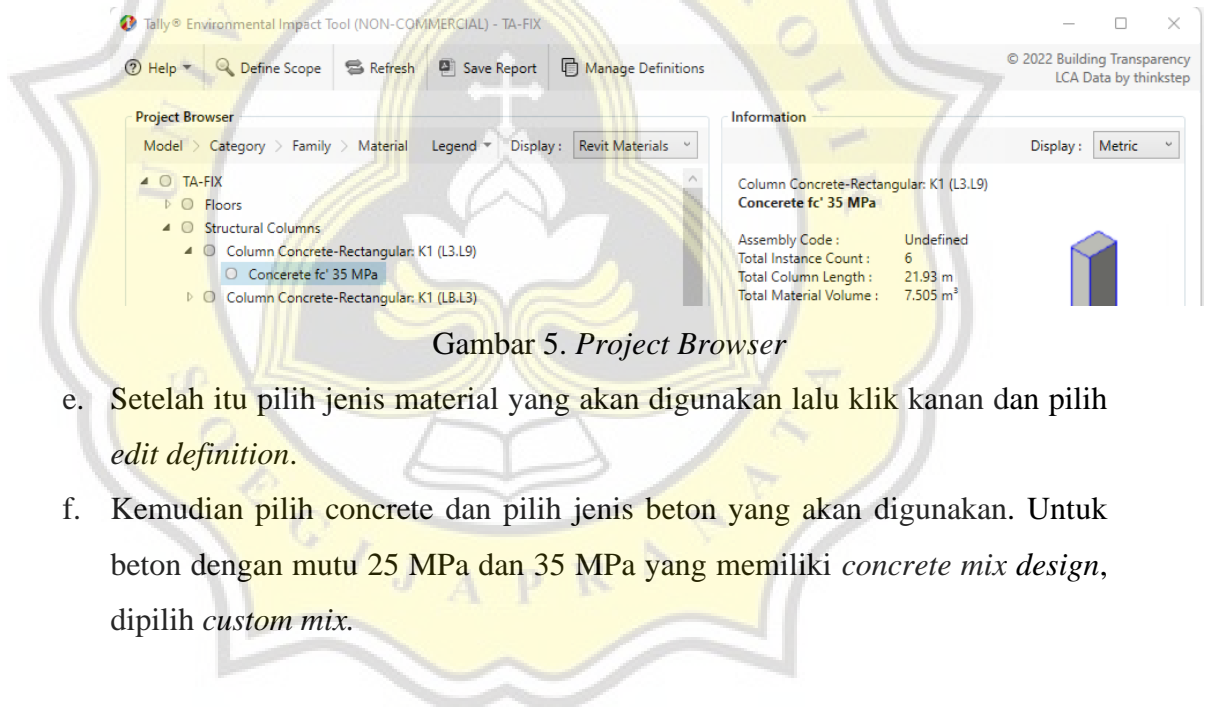 Tally® Environmental Impact Tool (NON-COMMERCIAL) - TA-FIX
Help Define Scope Refresh Save Report Manage Definitions
© 2022 Building Transparency
LCA Data by thinkstep
Project Browser
Model > Category > Family > Material Legend Display : Revit Materials
TA-FIX
Floors
Structural Columns
Column Concrete-Rectangular: K1 (L3.L9)
Concerete fc' 35 MPa
Column Concrete-Rectangular: K1 (LB.L3)
Information
Display : Metric
Column Concrete-Rectangular: K1 (L3.L9)
Concerete fc' 35 MPa
Assembly Code : Undefined
Total Instance Count : 6
Total Column Length : 21.93 m
Total Material Volume : 7.505 m³
Gambar 5. Project Browser
e. Setelah itu pilih jenis material yang akan digunakan lalu klik kanan dan pilih
edit definition.
f. Kemudian pilih concrete dan pilih jenis beton yang akan digunakan. Untuk
beton dengan mutu 25 MPa dan 35 MPa yang memiliki concrete mix design,
dipilih custom mix.
SOEGIJAPRANATA